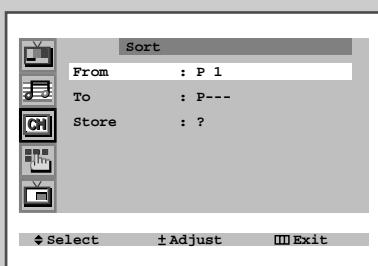 Sort
From : P 1
To : P---
CH Store : ?
Select ± Adjust Exit